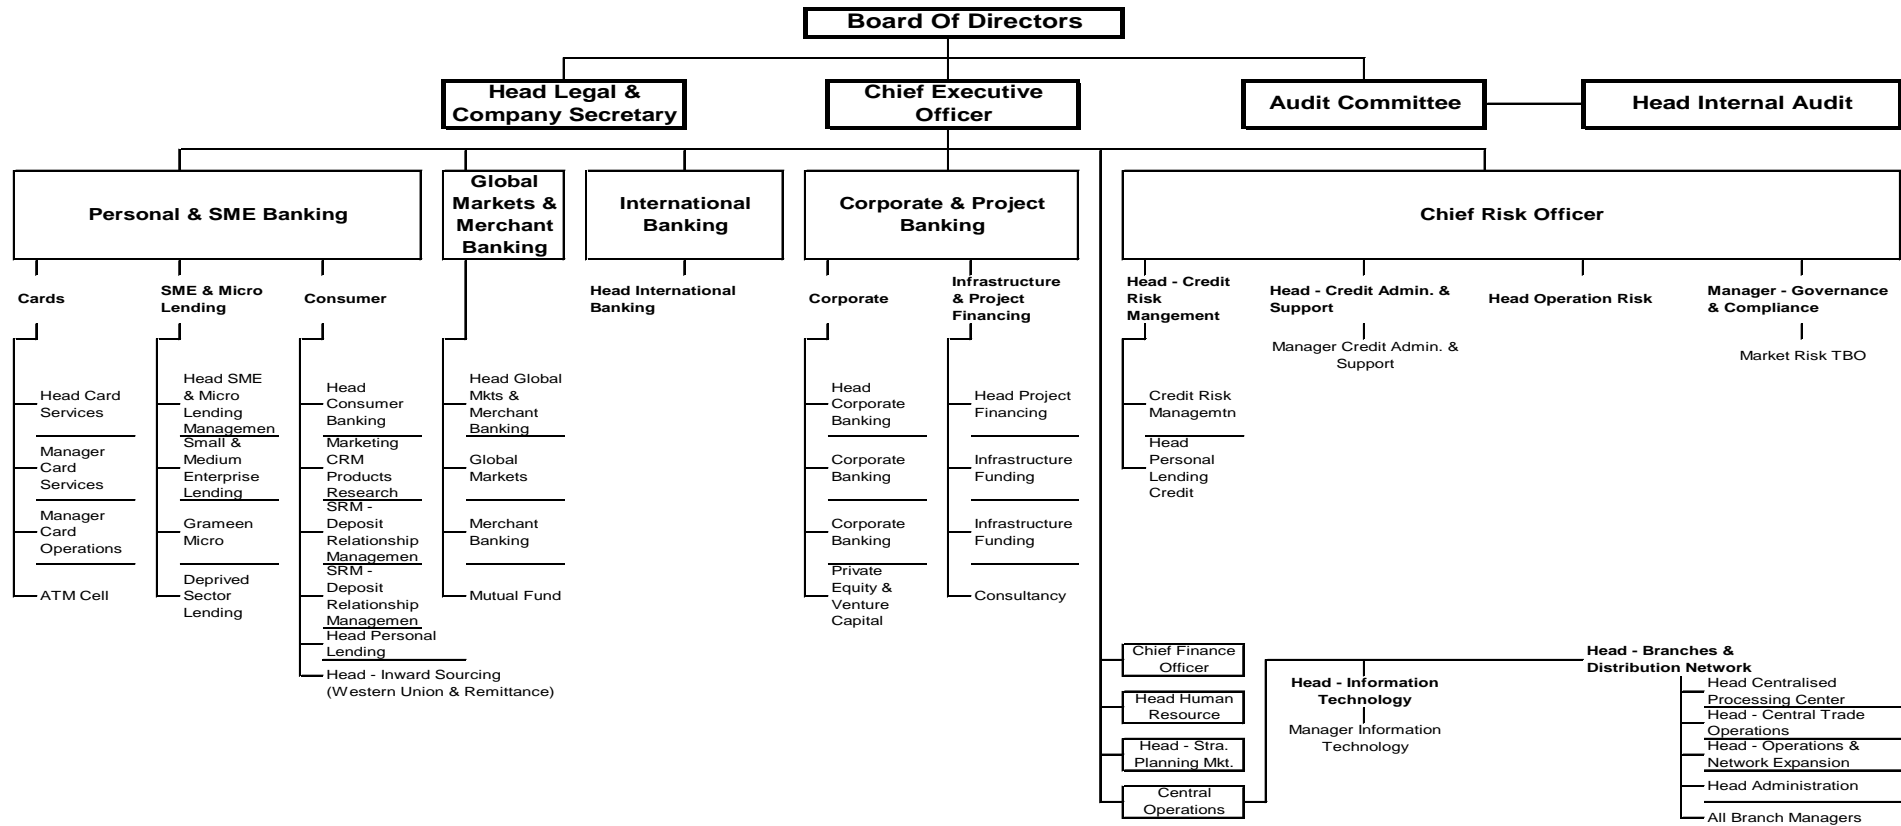 Board Of Directors
Head Legal &
Company Secretary
Chief Executive
Officer
Audit Committee
Head Internal Audit
Personal & SME Banking
Global
Markets &
Merchant
Banking
International
Banking
Corporate & Project
Banking
Chief Risk Officer
Cards
SME & Micro
Lending
Consumer
Head International
Banking
Corporate
Infrastructure
& Project
Financing
Head - Credit
Risk
Mangement
Head - Credit Admin. &
Support
Head Operation Risk
Manager - Governance
& Compliance
Manager Credit Admin. &
Support
Market Risk TBO
Head Card
Services
Manager
Card
Services
Manager
Card
Operations
ATM Cell
Head SME
& Micro
Lending
Managemen
Small &
Medium
Enterprise
Lending
Grameen
Micro
Deprived
Sector
Lending
Head
Consumer
Banking
Marketing
CRM
Products
Research
SRM -
Deposit
Relationship
Managemen
SRM -
Deposit
Relationship
Managemen
Head Personal
Lending
Head - Inward Sourcing
(Western Union & Remittance)
Head Global
Mkts &
Merchant
Banking
Global
Markets
Merchant
Banking
Mutual Fund
Head
Corporate
Banking
Corporate
Banking
Corporate
Banking
Private
Equity &
Venture
Capital
Head Project
Financing
Infrastructure
Funding
Infrastructure
Funding
Consultancy
Credit Risk
Managemtn
Head
Personal
Lending
Credit
Chief Finance
Officer
Head Human
Resource
Head - Stra.
Planning Mkt.
Central
Operations
Head - Information
Technology
Manager Information
Technology
Head - Branches &
Distribution Network
Head Centralised
Processing Center
Head - Central Trade
Operations
Head - Operations &
Network Expansion
Head Administration
All Branch Managers